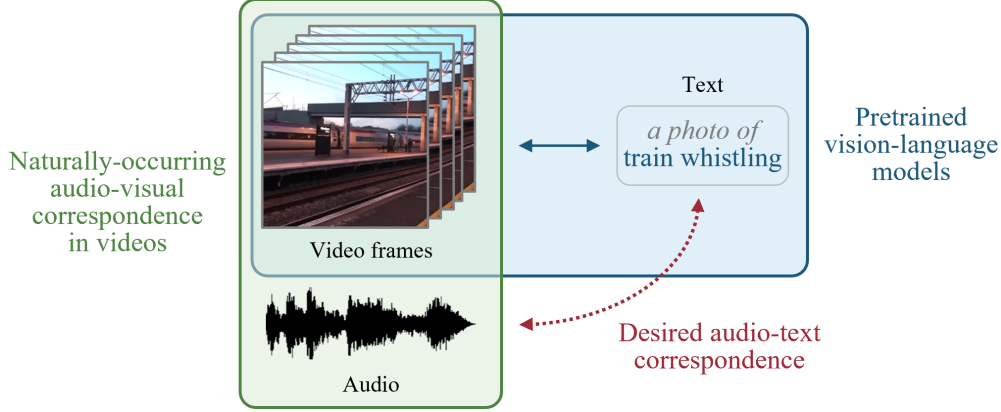 Naturally-occurring
audio-visual
correspondence
in videos
Video frames
Audio
Text
a photo of
train whistling
Pretrained
vision-language
models
Desired audio-text
correspondence